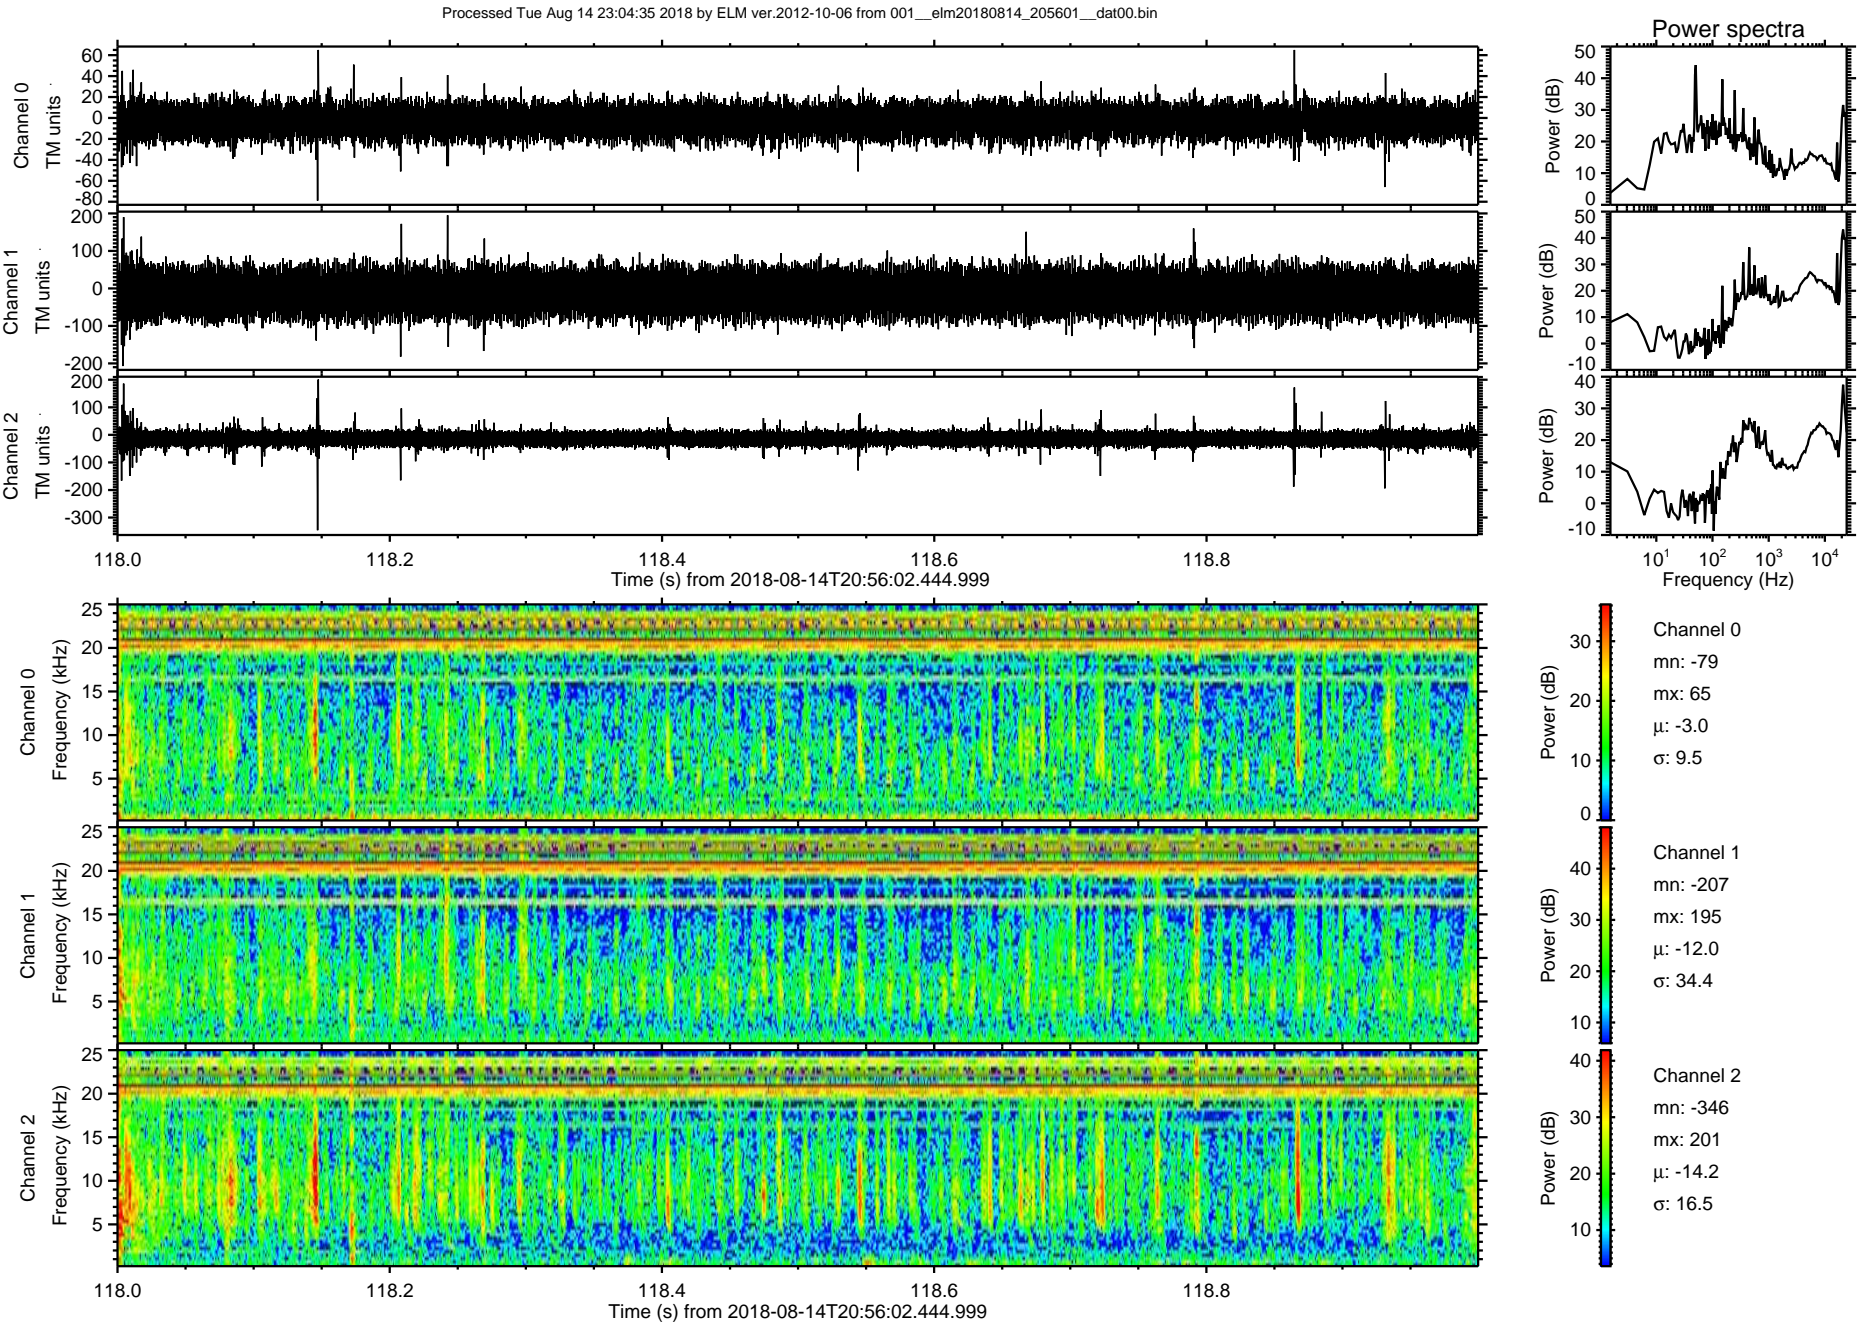 Processed Tue Aug 14 23:04:35 2018 by ELM ver.2012-10-06 from 001__elm20180814_205601__dat00.bin
Power spectra
Channel 0
TM units
60
40
20
0
-20
-40
-60
-80
Power (dB)
50
40
30
20
10
0
Channel 1
TM units
200
100
0
-100
-200
Power (dB)
50
40
30
20
10
0
-10
Channel 2
TM units
200
100
0
-100
-200
-300
Power (dB)
40
30
20
10
0
-10
118.0 118.2 118.4 118.6 118.8
Time (s) from 2018-08-14T20:56:02.444.999
10¹ 10² 10³ 10⁴
Frequency (Hz)
Channel 0
Frequency (kHz)
25
20
15
10
5
Power (dB)
30
20
10
0
Channel 0
mn: -79
mx: 65
μ: -3.0
σ: 9.5
Channel 1
Frequency (kHz)
25
20
15
10
5
Power (dB)
40
30
20
10
Channel 1
mn: -207
mx: 195
μ: -12.0
σ: 34.4
Channel 2
Frequency (kHz)
25
20
15
10
5
Power (dB)
40
30
20
10
Channel 2
mn: -346
mx: 201
μ: -14.2
σ: 16.5
118.0 118.2 118.4 118.6 118.8
Time (s) from 2018-08-14T20:56:02.444.999